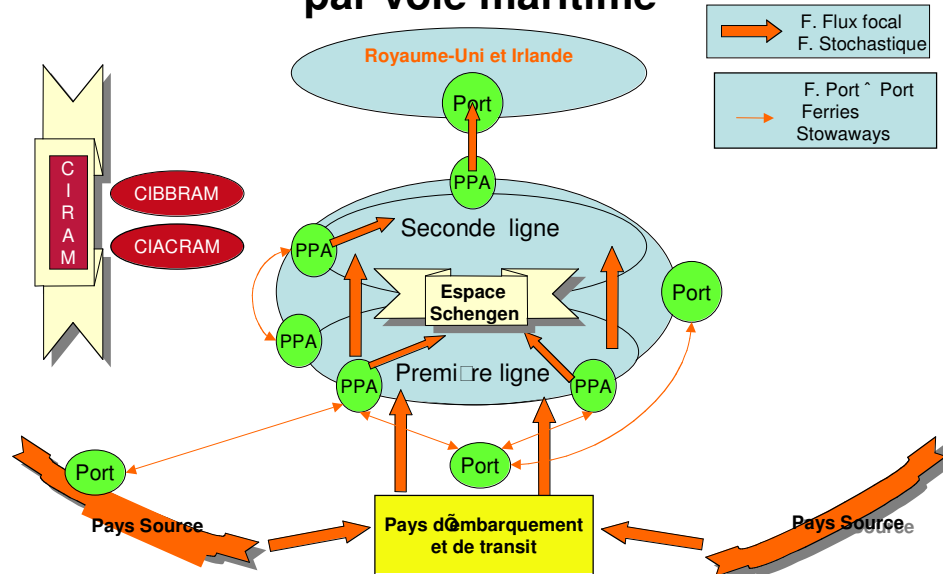 par voie maritime
F. Flux focal
F. Stochastique
Royaume-Uni et Irlande
F. Port ˆ Port
Ferries
Stowaways
Port
CIRAM
CIBBRAM
CIACRAM
PPA
Seconde ligne
PPA
Espace
Schengen
Port
PPA
Premi□re ligne
PPA
PPA
Port
Port
Pays Source
Pays dÕembarquement
et de transit
Pays Source